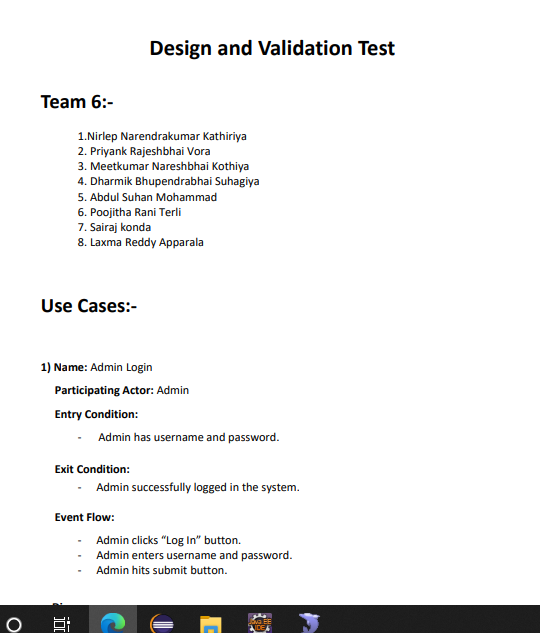 Design and Validation Test
Team 6:-
1.Nirlep Narendrakumar Kathiriya
2. Priyank Rajeshbhai Vora
3. Meetkumar Nareshbhai Kothiya
4. Dharmik Bhupendrabhai Suhagiya
5. Abdul Suhan Mohammad
6. Poojitha Rani Terli
7. Sairaj konda
8. Laxma Reddy Apparala
Use Cases:-
1) Name: Admin Login
Participating Actor: Admin
Entry Condition:
- Admin has username and password.
Exit Condition:
- Admin successfully logged in the system.
Event Flow:
- Admin clicks “Log In” button.
- Admin enters username and password.
- Admin hits submit button.
Java EE
IDE